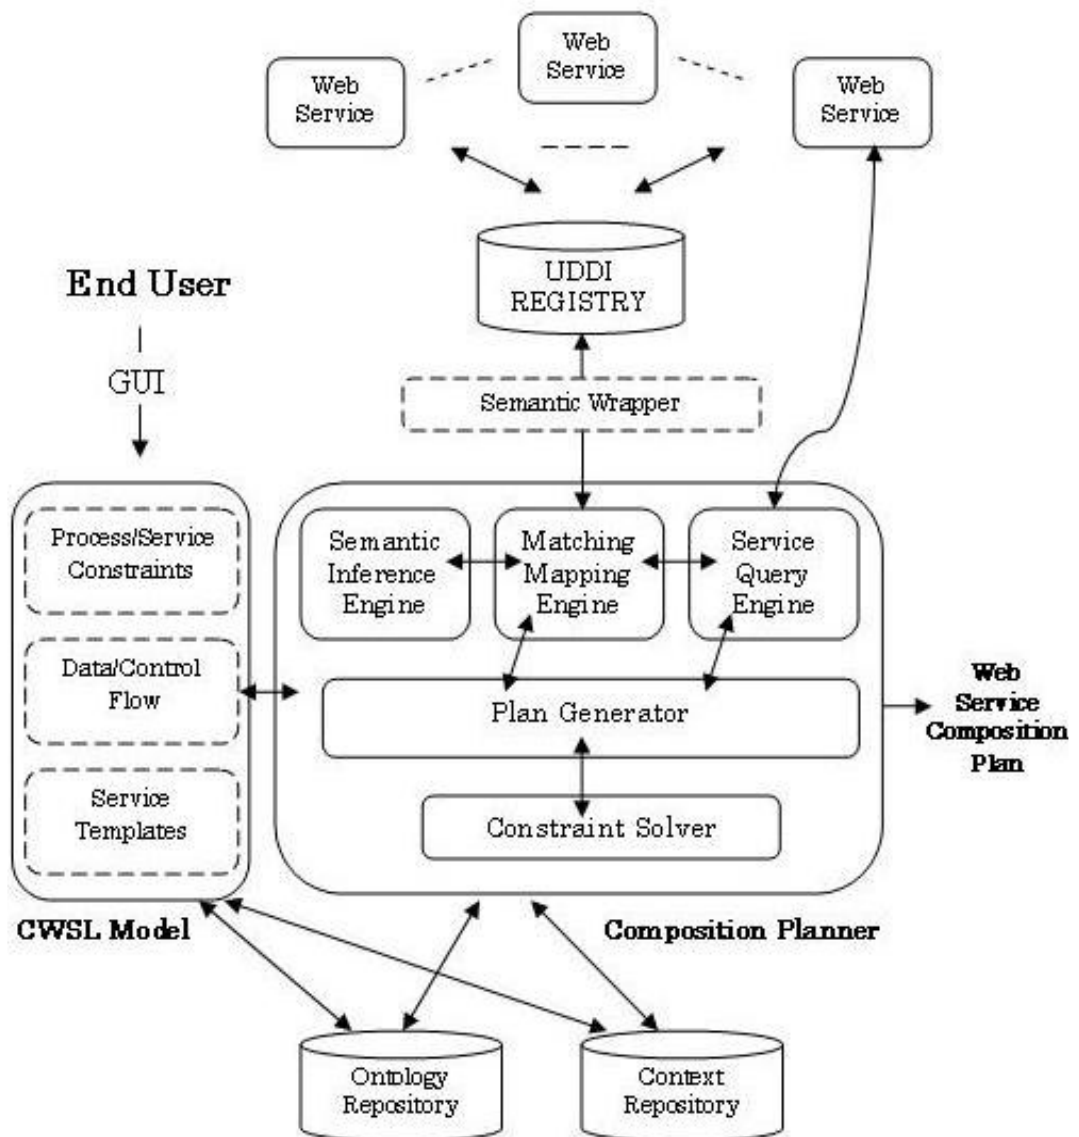 Web
Service
Web
Service
Web
Service
UDDI
REGISTRY
End User
GUI
Semantic Wrapper
Process/Service
Constraints
Data/Control
Flow
Service
Templates
CWSL Model
Semantic
Inference
Engine
Matching
Mapping
Engine
Service
Query
Engine
Plan Generator
Constraint Solver
Composition Planner
Web
Service
Composition
Plan
Ontology
Repository
Context
Repository